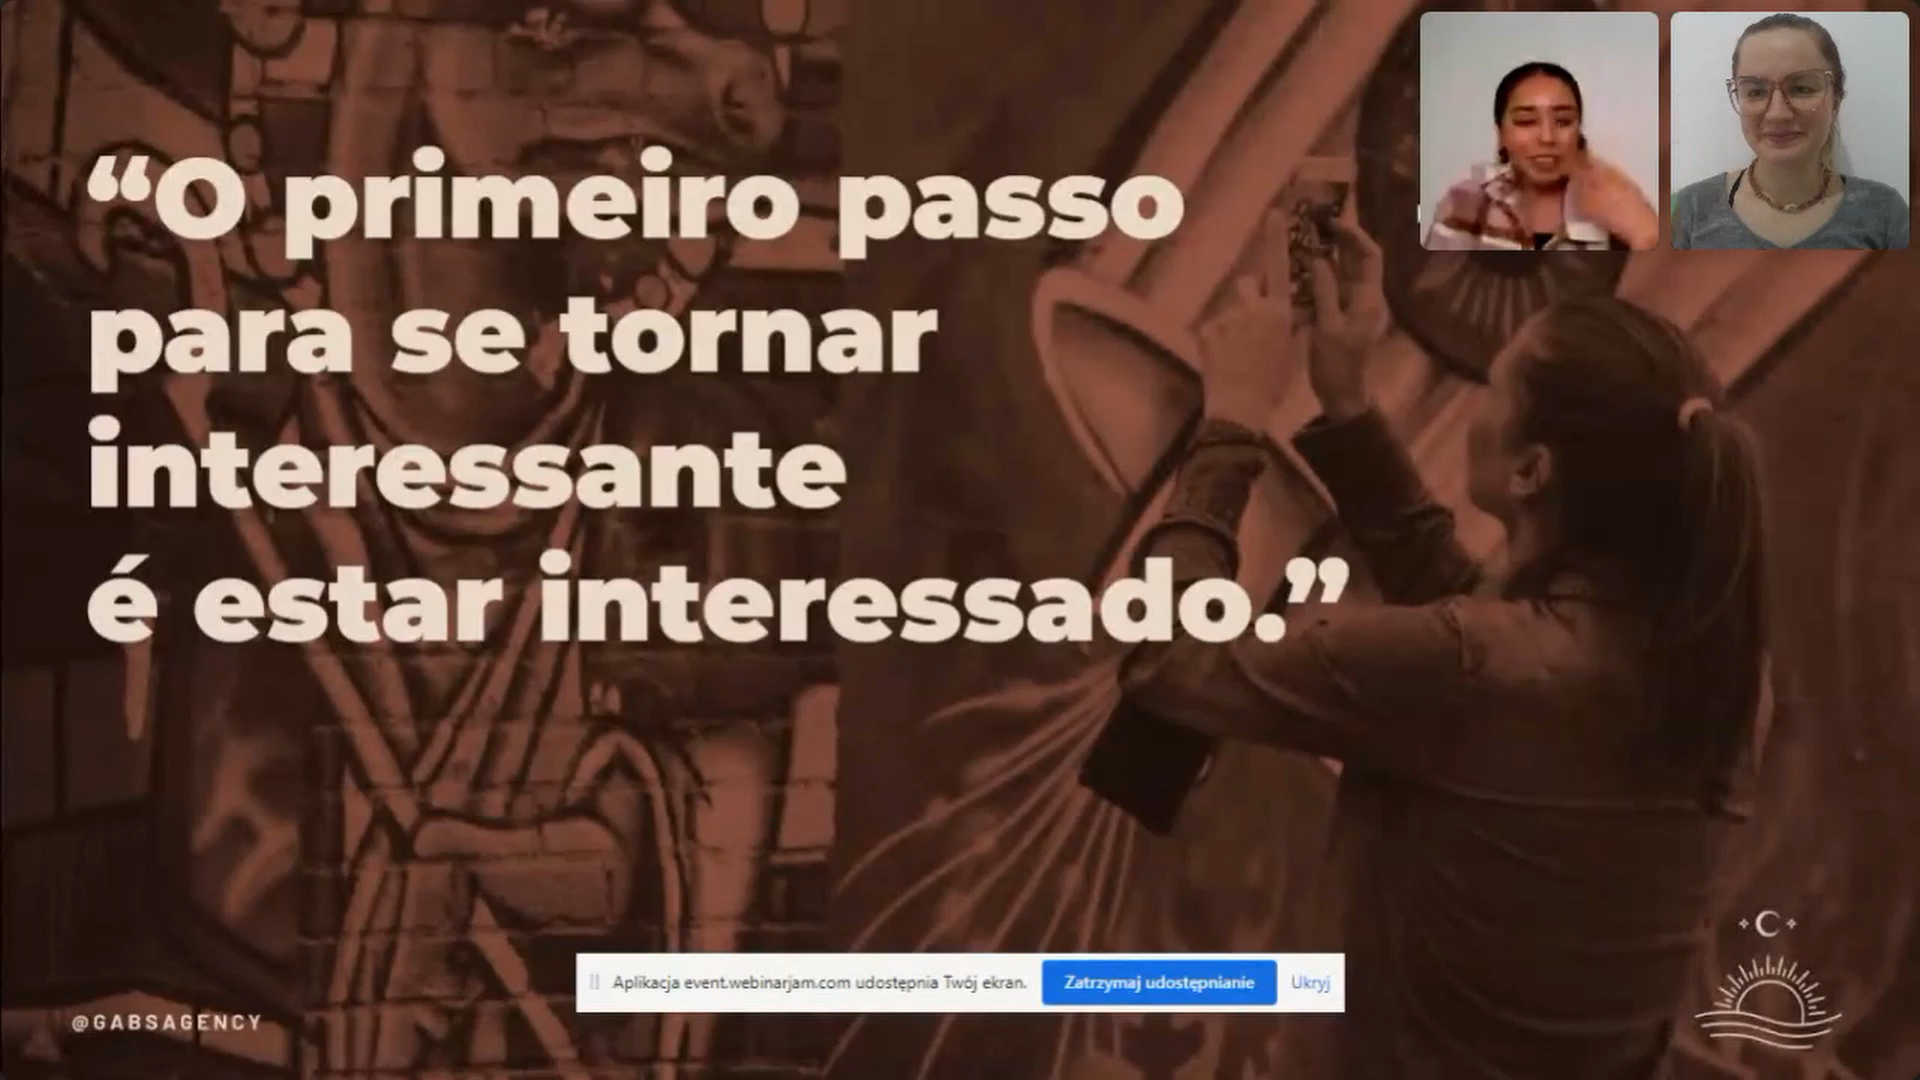 “O primeiro passo
para se tornar
interessante
é estar interessado.”
Aplikacja event.webinarjam.com udostępnia Twój ekran.
Zatrzymaj udostępnianie
Ukryj
@GABSAGENCY